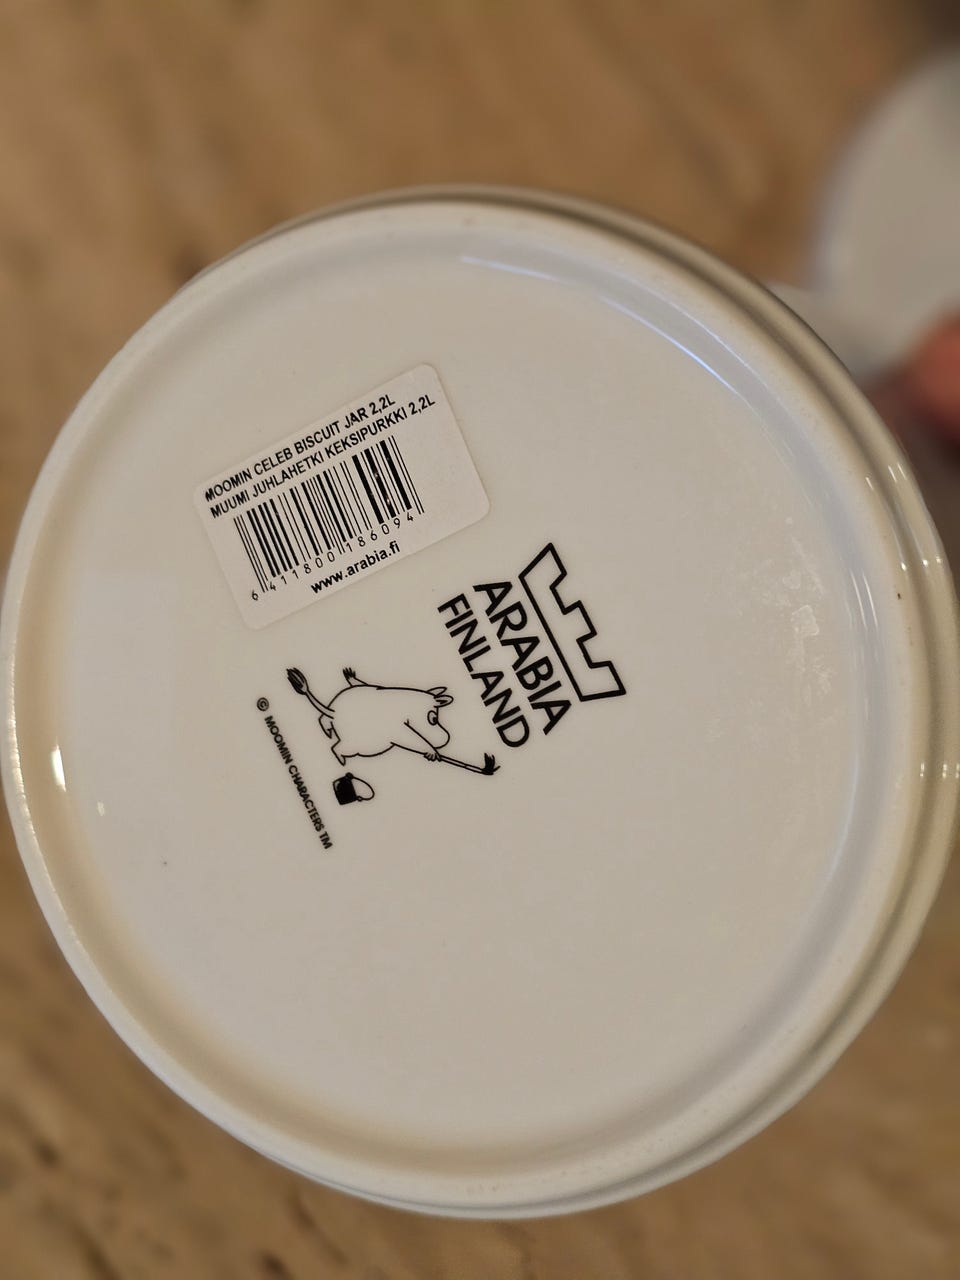 MOOMIN CELEB BISCUIT JAR 2,2L
MUUMI JUHLAHETKI KEKSIPURKKI 2,2L
6 411800 186094
www.arabia.fi
ARABIA
FINLAND
© MOOMIN CHARACTERS TM